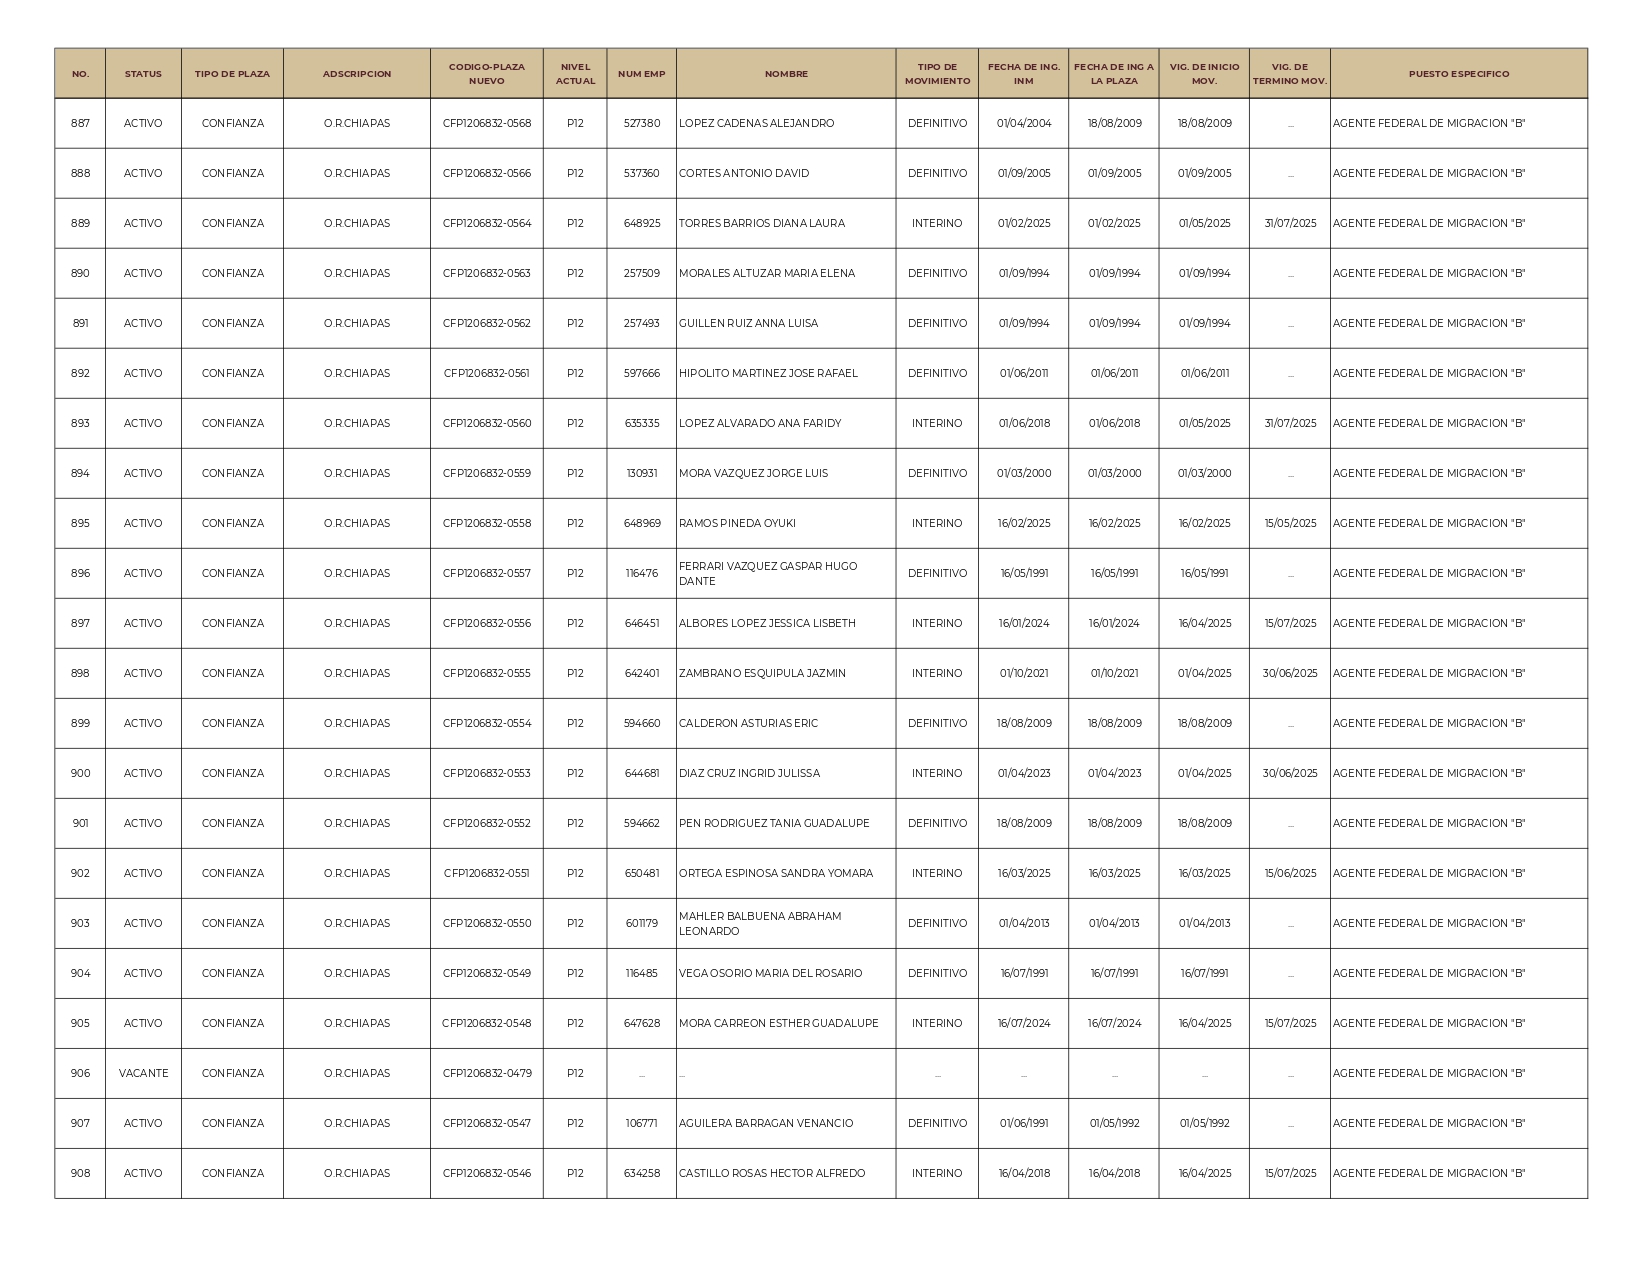 NO. STATUS TIPO DE PLAZA ADSCRIPCION CODIGO-PLAZA NUEVO NIVEL ACTUAL NUM EMP NOMBRE TIPO DE MOVIMIENTO FECHA DE ING. INM FECHA DE ING A LA PLAZA VIG. DE INICIO MOV. VIG. DE TERMINO MOV. PUESTO ESPECIFICO
887 ACTIVO CONFIANZA O.R.CHIAPAS CFP1206832-0568 P12 527380 LOPEZ CADENAS ALEJANDRO DEFINITIVO 01/04/2004 18/08/2009 18/08/2009 ... AGENTE FEDERAL DE MIGRACION "B"
888 ACTIVO CONFIANZA O.R.CHIAPAS CFP1206832-0566 P12 537360 CORTES ANTONIO DAVID DEFINITIVO 01/09/2005 01/09/2005 01/09/2005 ... AGENTE FEDERAL DE MIGRACION "B"
889 ACTIVO CONFIANZA O.R.CHIAPAS CFP1206832-0564 P12 648925 TORRES BARRIOS DIANA LAURA INTERINO 01/02/2025 01/02/2025 01/05/2025 31/07/2025 AGENTE FEDERAL DE MIGRACION "B"
890 ACTIVO CONFIANZA O.R.CHIAPAS CFP1206832-0563 P12 257509 MORALES ALTUZAR MARIA ELENA DEFINITIVO 01/09/1994 01/09/1994 01/09/1994 ... AGENTE FEDERAL DE MIGRACION "B"
891 ACTIVO CONFIANZA O.R.CHIAPAS CFP1206832-0562 P12 257493 GUILLEN RUIZ ANNA LUISA DEFINITIVO 01/09/1994 01/09/1994 01/09/1994 ... AGENTE FEDERAL DE MIGRACION "B"
892 ACTIVO CONFIANZA O.R.CHIAPAS CFP1206832-0561 P12 597666 HIPOLITO MARTINEZ JOSE RAFAEL DEFINITIVO 01/06/2011 01/06/2011 01/06/2011 ... AGENTE FEDERAL DE MIGRACION "B"
893 ACTIVO CONFIANZA O.R.CHIAPAS CFP1206832-0560 P12 635335 LOPEZ ALVARADO ANA FARIDY INTERINO 01/06/2018 01/06/2018 01/05/2025 31/07/2025 AGENTE FEDERAL DE MIGRACION "B"
894 ACTIVO CONFIANZA O.R.CHIAPAS CFP1206832-0559 P12 130931 MORA VAZQUEZ JORGE LUIS DEFINITIVO 01/03/2000 01/03/2000 01/03/2000 ... AGENTE FEDERAL DE MIGRACION "B"
895 ACTIVO CONFIANZA O.R.CHIAPAS CFP1206832-0558 P12 648969 RAMOS PINEDA OYUKI INTERINO 16/02/2025 16/02/2025 16/02/2025 15/05/2025 AGENTE FEDERAL DE MIGRACION "B"
896 ACTIVO CONFIANZA O.R.CHIAPAS CFP1206832-0557 P12 116476 FERRARI VAZQUEZ GASPAR HUGO DANTE DEFINITIVO 16/05/1991 16/05/1991 16/05/1991 ... AGENTE FEDERAL DE MIGRACION "B"
897 ACTIVO CONFIANZA O.R.CHIAPAS CFP1206832-0556 P12 646451 ALBORES LOPEZ JESSICA LISBETH INTERINO 16/01/2024 16/01/2024 16/04/2025 15/07/2025 AGENTE FEDERAL DE MIGRACION "B"
898 ACTIVO CONFIANZA O.R.CHIAPAS CFP1206832-0555 P12 642401 ZAMBRANO ESQUIPULA JAZMIN INTERINO 01/10/2021 01/10/2021 01/04/2025 30/06/2025 AGENTE FEDERAL DE MIGRACION "B"
899 ACTIVO CONFIANZA O.R.CHIAPAS CFP1206832-0554 P12 594660 CALDERON ASTURIAS ERIC DEFINITIVO 18/08/2009 18/08/2009 18/08/2009 ... AGENTE FEDERAL DE MIGRACION "B"
900 ACTIVO CONFIANZA O.R.CHIAPAS CFP1206832-0553 P12 644681 DIAZ CRUZ INGRID JULISSA INTERINO 01/04/2023 01/04/2023 01/04/2025 30/06/2025 AGENTE FEDERAL DE MIGRACION "B"
901 ACTIVO CONFIANZA O.R.CHIAPAS CFP1206832-0552 P12 594662 PEN RODRIGUEZ TANIA GUADALUPE DEFINITIVO 18/08/2009 18/08/2009 18/08/2009 ... AGENTE FEDERAL DE MIGRACION "B"
902 ACTIVO CONFIANZA O.R.CHIAPAS CFP1206832-0551 P12 650481 ORTEGA ESPINOSA SANDRA YOMARA INTERINO 16/03/2025 16/03/2025 16/03/2025 15/06/2025 AGENTE FEDERAL DE MIGRACION "B"
903 ACTIVO CONFIANZA O.R.CHIAPAS CFP1206832-0550 P12 601179 MAHLER BALBUENA ABRAHAM LEONARDO DEFINITIVO 01/04/2013 01/04/2013 01/04/2013 ... AGENTE FEDERAL DE MIGRACION "B"
904 ACTIVO CONFIANZA O.R.CHIAPAS CFP1206832-0549 P12 116485 VEGA OSORIO MARIA DEL ROSARIO DEFINITIVO 16/07/1991 16/07/1991 16/07/1991 ... AGENTE FEDERAL DE MIGRACION "B"
905 ACTIVO CONFIANZA O.R.CHIAPAS CFP1206832-0548 P12 647628 MORA CARREON ESTHER GUADALUPE INTERINO 16/07/2024 16/07/2024 16/04/2025 15/07/2025 AGENTE FEDERAL DE MIGRACION "B"
906 VACANTE CONFIANZA O.R.CHIAPAS CFP1206832-0479 P12 ... ... ... ... ... ... ... AGENTE FEDERAL DE MIGRACION "B"
907 ACTIVO CONFIANZA O.R.CHIAPAS CFP1206832-0547 P12 106771 AGUILERA BARRAGAN VENANCIO DEFINITIVO 01/06/1991 01/05/1992 01/05/1992 ... AGENTE FEDERAL DE MIGRACION "B"
908 ACTIVO CONFIANZA O.R.CHIAPAS CFP1206832-0546 P12 634258 CASTILLO ROSAS HECTOR ALFREDO INTERINO 16/04/2018 16/04/2018 16/04/2025 15/07/2025 AGENTE FEDERAL DE MIGRACION "B"